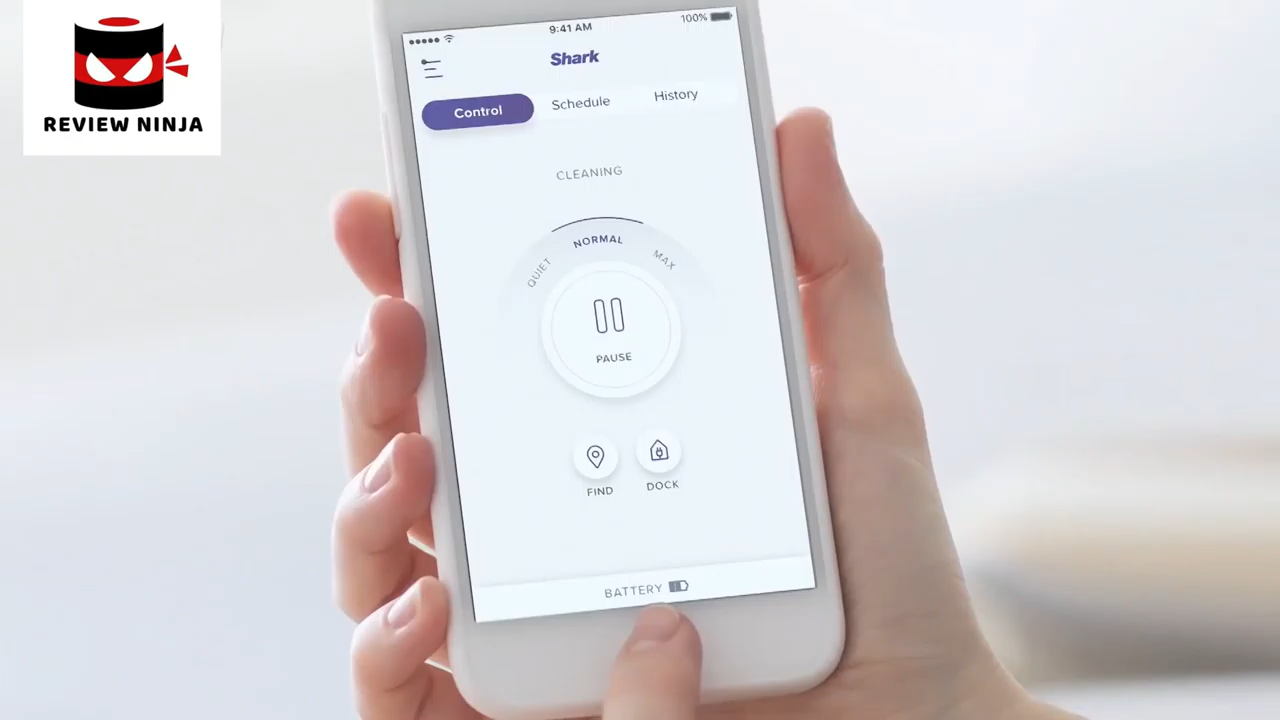 REVIEW NINJA
9:41 AM
100%
Shark
Control
Schedule
History
CLEANING
QUIET
NORMAL
MAX
PAUSE
FIND
DOCK
BATTERY